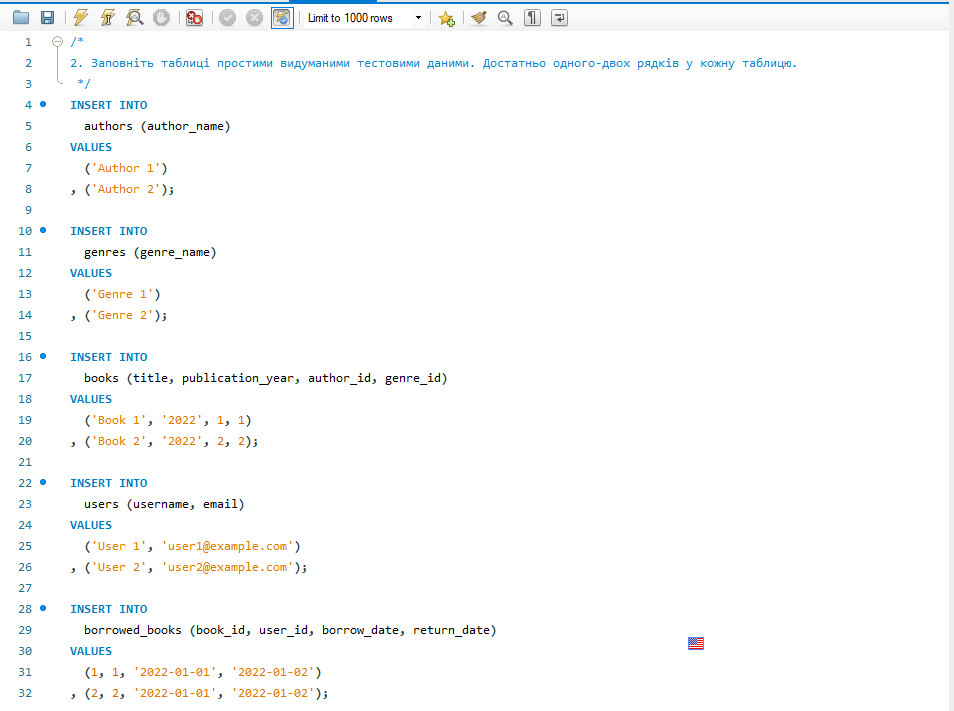 Limit to 1000 rows
1 /*
2 2. Заповніть таблиці простими видуманими тестовими даними. Достатньо одного-двох рядків у кожну таблицю.
3 */
4 INSERT INTO
5 authors (author_name)
6 VALUES
7 ('Author 1')
8 , ('Author 2');
9
10 INSERT INTO
11 genres (genre_name)
12 VALUES
13 ('Genre 1')
14 , ('Genre 2');
15
16 INSERT INTO
17 books (title, publication_year, author_id, genre_id)
18 VALUES
19 ('Book 1', '2022', 1, 1)
20 , ('Book 2', '2022', 2, 2);
21
22 INSERT INTO
23 users (username, email)
24 VALUES
25 ('User 1', 'user1@example.com')
26 , ('User 2', 'user2@example.com');
27
28 INSERT INTO
29 borrowed_books (book_id, user_id, borrow_date, return_date)
30 VALUES
31 (1, 1, '2022-01-01', '2022-01-02')
32 , (2, 2, '2022-01-01', '2022-01-02');